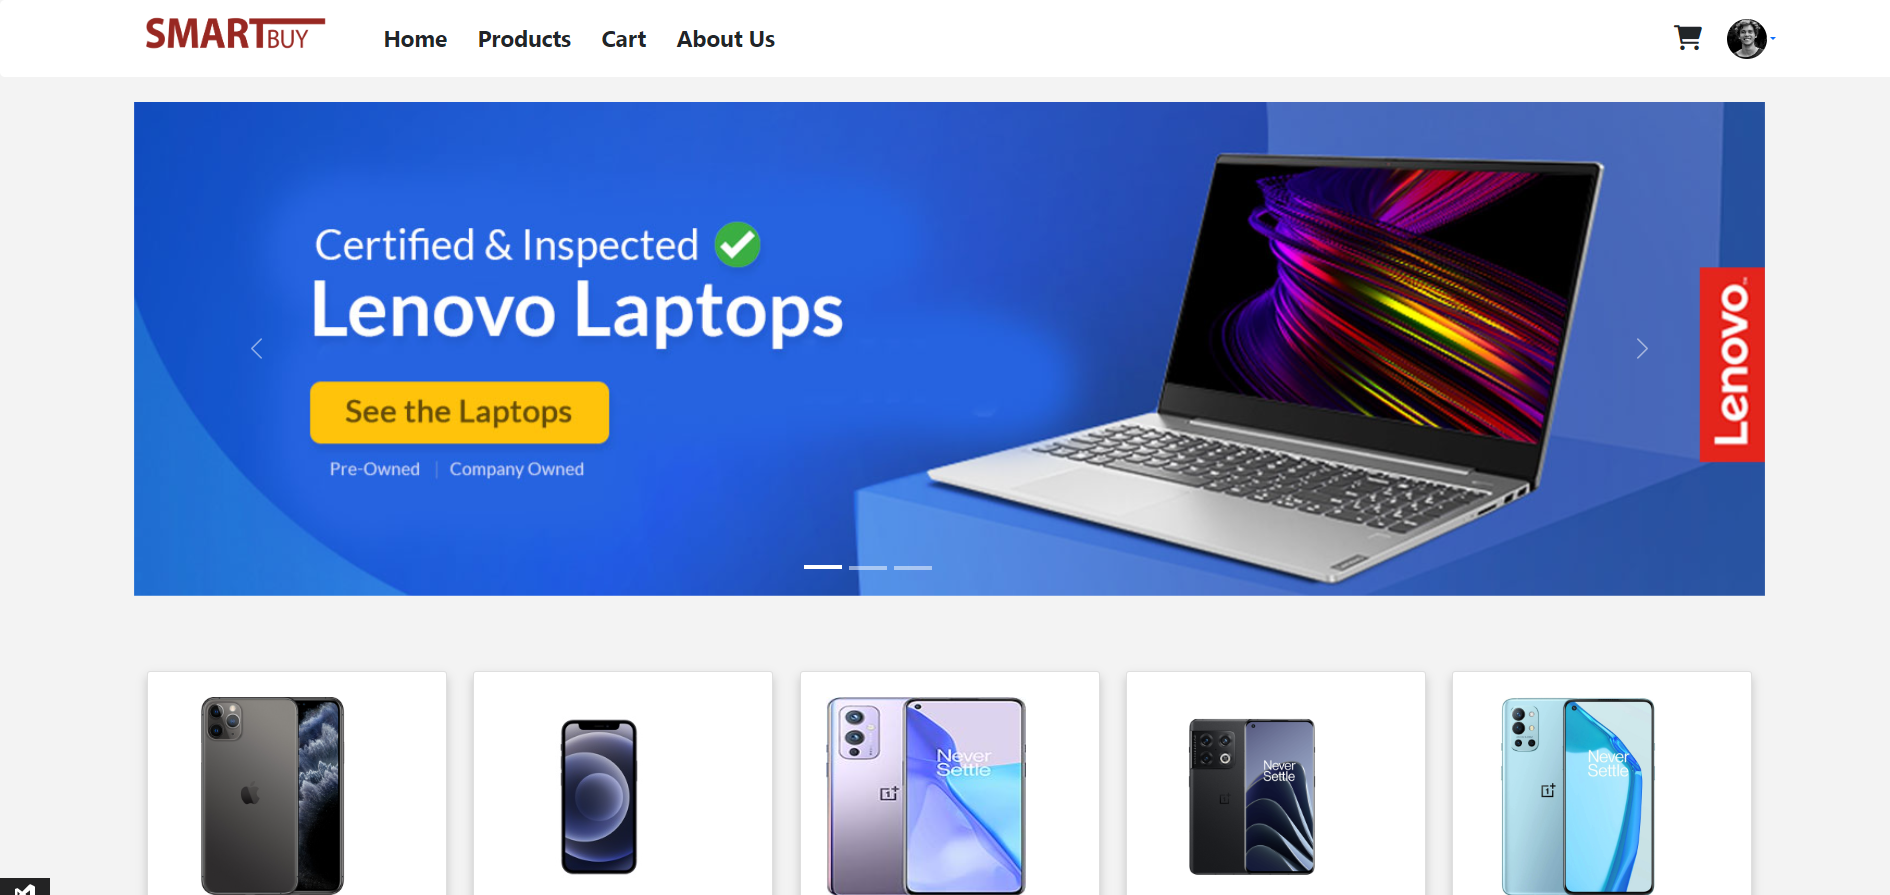 SMARTBUY
Home Products Cart About Us
Certified & Inspected
Lenovo Laptops
See the Laptops
Pre-Owned | Company Owned
Lenovo™
Never
Settle
Never
Settle
Never
Settle